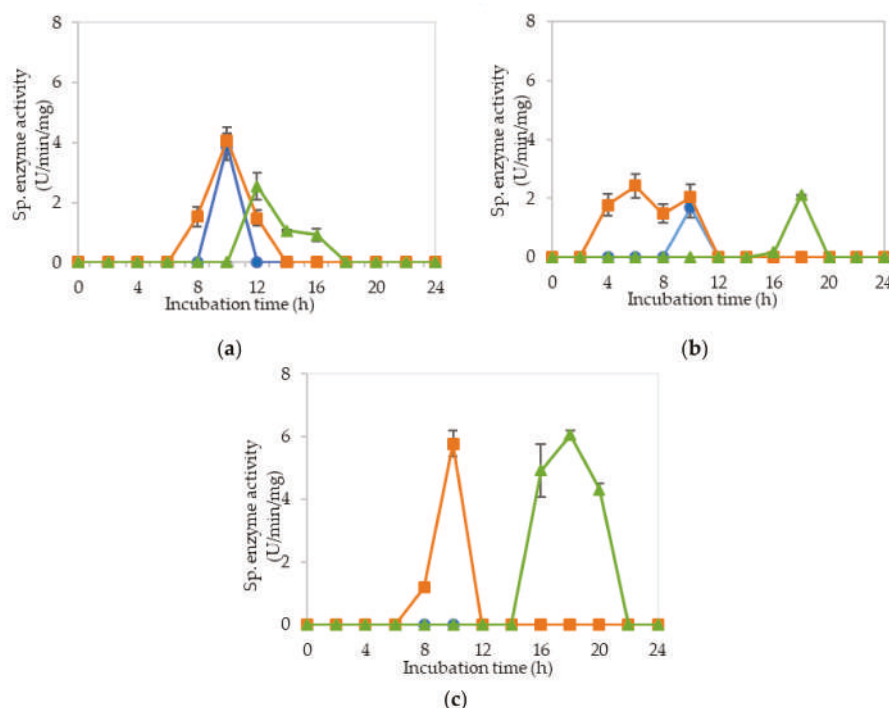 8
6
4
2
0
Sp. enzyme activity
(U/min/mg)
0 4 8 12 16 20 24
Incubation time (h)
(a)
8
6
4
2
0
Sp. enzyme activity
(U/min/mg)
0 4 8 12 16 20 24
Incubation time (h)
(b)
8
6
4
2
0
Sp. enzyme activity
(U/min/mg)
0 4 8 12 16 20 24
Incubation time (h)
(c)